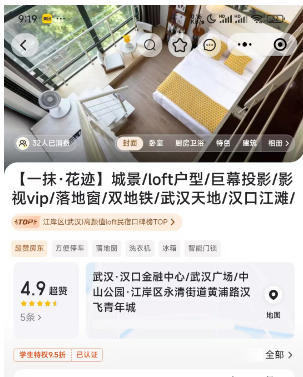 9:19
32人已消费
封面 卧室 厨房卫浴 特色 建筑 相册
【一抹·花迹】城景/loft户型/巨幕投影/影
视vip/落地窗/双地铁/武汉天地/汉口江滩/
TOP 江岸区(武汉)高颜值loft民宿口碑榜TOP
超赞房东 方便停车 落地窗 洗衣机 冰箱 智能门锁
4.9 超赞
5条
武汉·汉口金融中心/武汉广场/中
山公园·江岸区永清街道黄浦路汉
飞青年城
地图
学生特权9.5折 已认证
全部